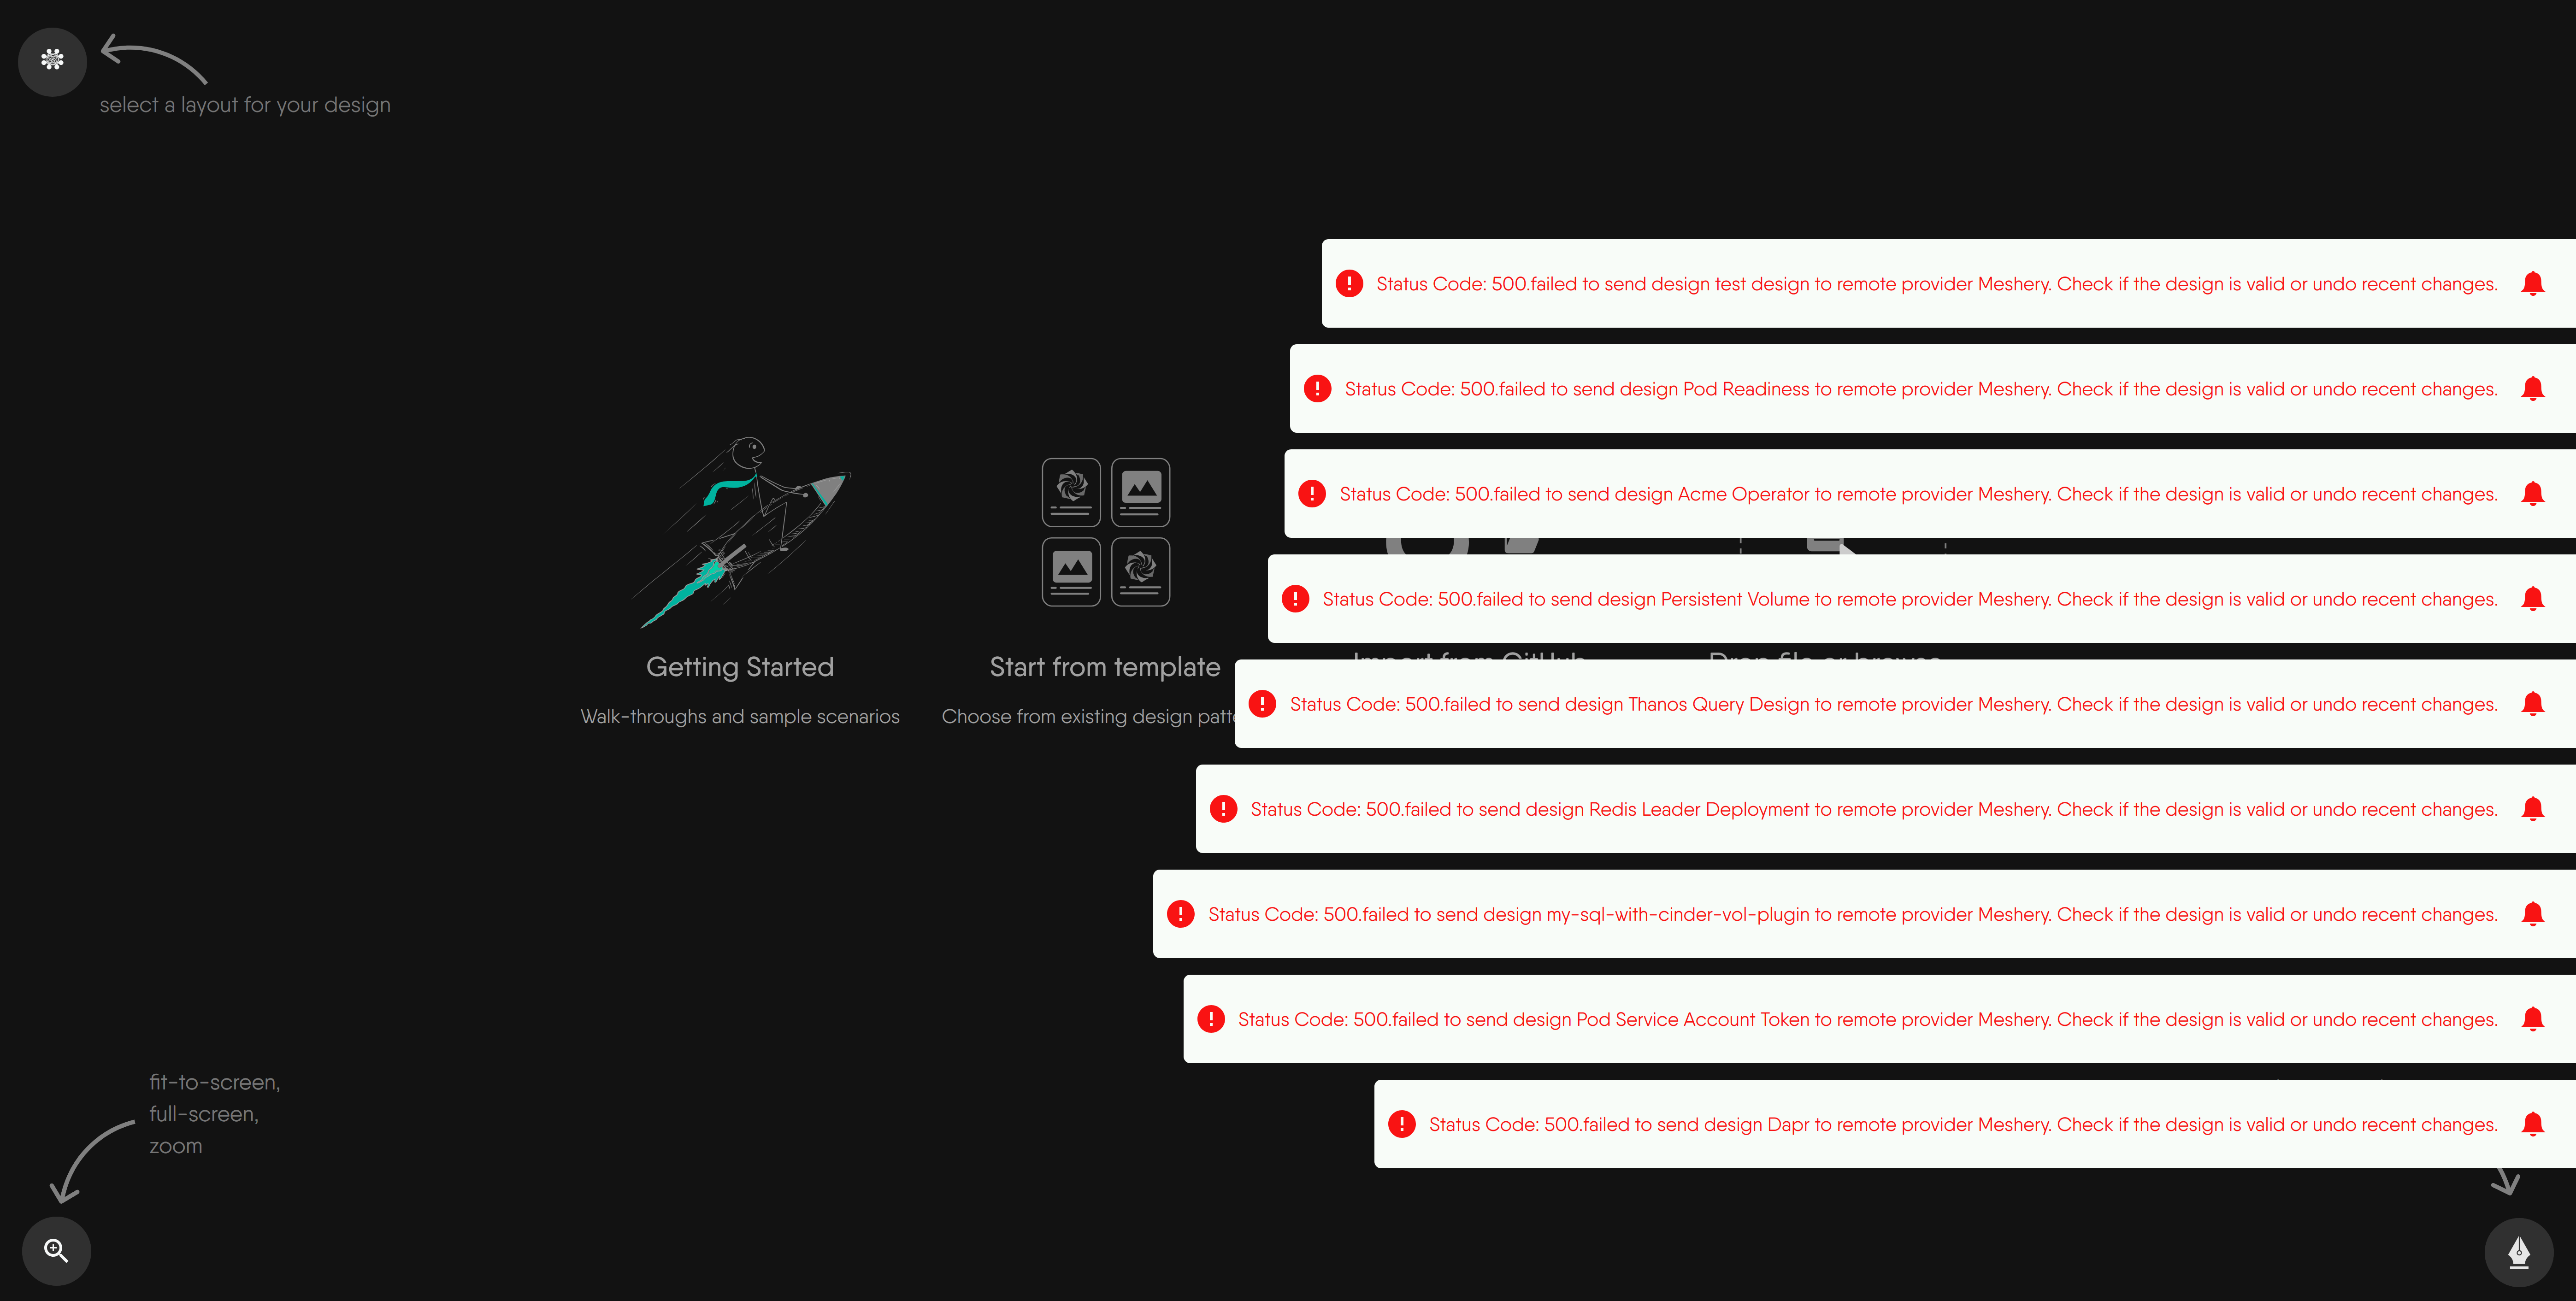 select a layout for your design
Status Code: 500.failed to send design test design to remote provider Meshery. Check if the design is valid or undo recent changes.
Status Code: 500.failed to send design Pod Readiness to remote provider Meshery. Check if the design is valid or undo recent changes.
Status Code: 500.failed to send design Acme Operator to remote provider Meshery. Check if the design is valid or undo recent changes.
Status Code: 500.failed to send design Persistent Volume to remote provider Meshery. Check if the design is valid or undo recent changes.
Getting Started
Walk-throughs and sample scenarios
Start from template
Choose from existing design
Status Code: 500.failed to send design Thanos Query Design to remote provider Meshery. Check if the design is valid or undo recent changes.
Status Code: 500.failed to send design Redis Leader Deployment to remote provider Meshery. Check if the design is valid or undo recent changes.
Status Code: 500.failed to send design my-sql-with-cinder-vol-plugin to remote provider Meshery. Check if the design is valid or undo recent changes.
Status Code: 500.failed to send design Pod Service Account Token to remote provider Meshery. Check if the design is valid or undo recent changes.
Status Code: 500.failed to send design Dapr to remote provider Meshery. Check if the design is valid or undo recent changes.
fit-to-screen,
full-screen,
zoom